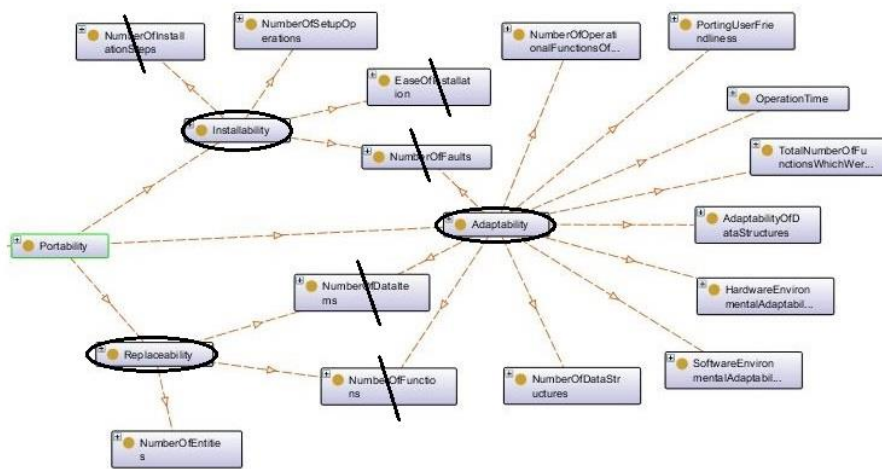 NumberOfInstall
ationSteps
NumberOfSetupOp
erations
EaseOfInstallat
ion
Installability
NumberOfFaults
NumberOfOperati
onalFunctionsOf...
PortingUserFrie
ndliness
OperationTime
TotalNumberOfFu
nctionsWhichWer...
AdaptabilityOfD
ataStructures
Adaptability
Portability
HardwareEnviron
mentalAdaptabil...
NumberOfDataIte
ms
Replaceability
NumberOfFunctio
ns
NumberOfDataStr
uctures
SoftwareEnviron
mentalAdaptabil...
NumberOfEntitie
s